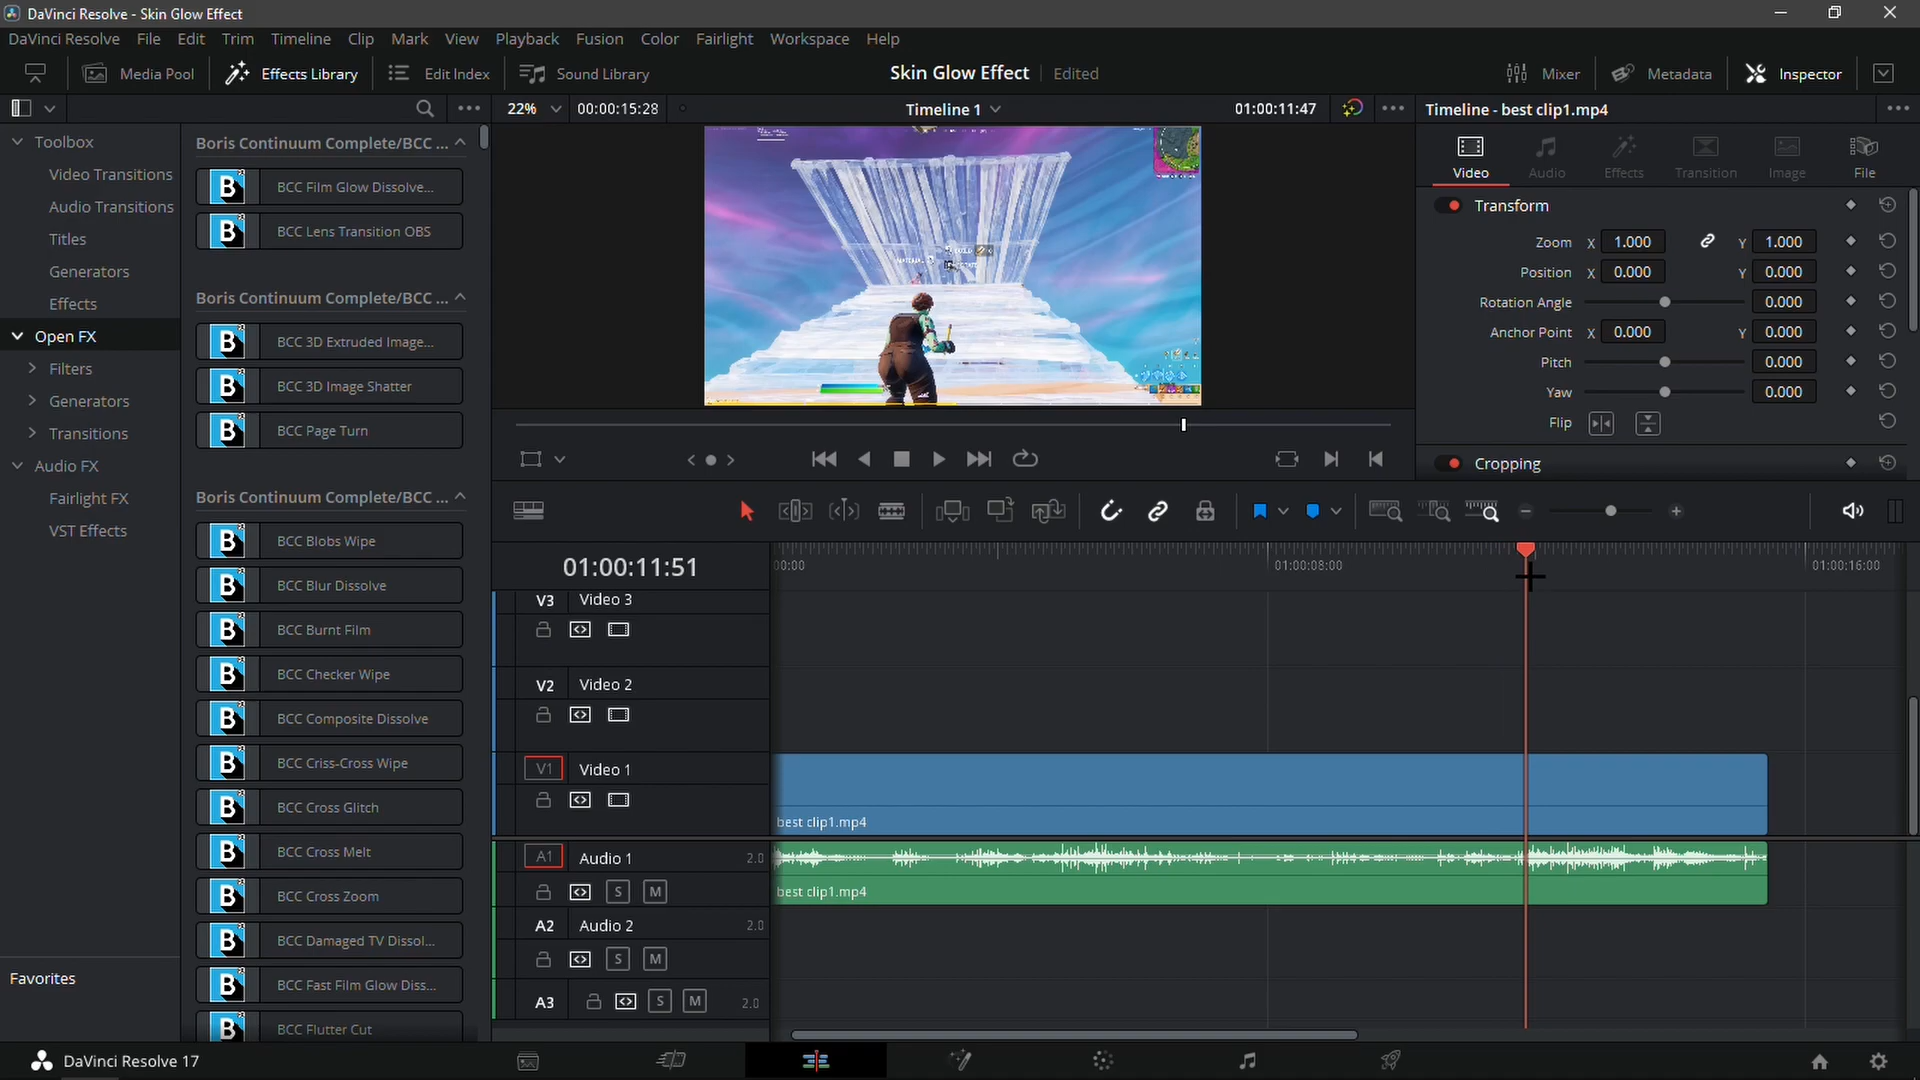 DaVinci Resolve - Skin Glow Effect
DaVinci Resolve File Edit Trim Timeline Clip Mark View Playback Fusion Color Fairlight Workspace Help
Media Pool Effects Library Edit Index Sound Library Skin Glow Effect Edited Mixer Metadata Inspector
22% 00:00:15:28 Timeline 1 01:00:11:47 Timeline - best clip1.mp4
Toolbox
Video Transitions
Audio Transitions
Titles
Generators
Effects
Open FX
Filters
Generators
Transitions
Audio FX
Fairlight FX
VST Effects
Favorites
Boris Continuum Complete/BCC ...
B BCC Film Glow Dissolve...
B BCC Lens Transition OBS
Boris Continuum Complete/BCC ...
B BCC 3D Extruded Image...
B BCC 3D Image Shatter
B BCC Page Turn
Boris Continuum Complete/BCC ...
B BCC Blobs Wipe
B BCC Blur Dissolve
B BCC Burnt Film
B BCC Checker Wipe
B BCC Composite Dissolve
B BCC Criss-Cross Wipe
B BCC Cross Glitch
B BCC Cross Melt
B BCC Cross Zoom
B BCC Damaged TV Dissol...
B BCC Fast Film Glow Diss...
B BCC Flutter Cut
Video Audio Effects Transition Image File
Transform
Zoom X 1.000 Y 1.000
Position X 0.000 Y 0.000
Rotation Angle 0.000
Anchor Point X 0.000 Y 0.000
Pitch 0.000
Yaw 0.000
Flip
Cropping
01:00:11:51 00:00 01:00:08:00 01:00:16:00
V3 Video 3
V2 Video 2
V1 Video 1
best clip1.mp4
A1 Audio 1 2.0
S M best clip1.mp4
A2 Audio 2 2.0
S M
A3 S M 2.0
DaVinci Resolve 17